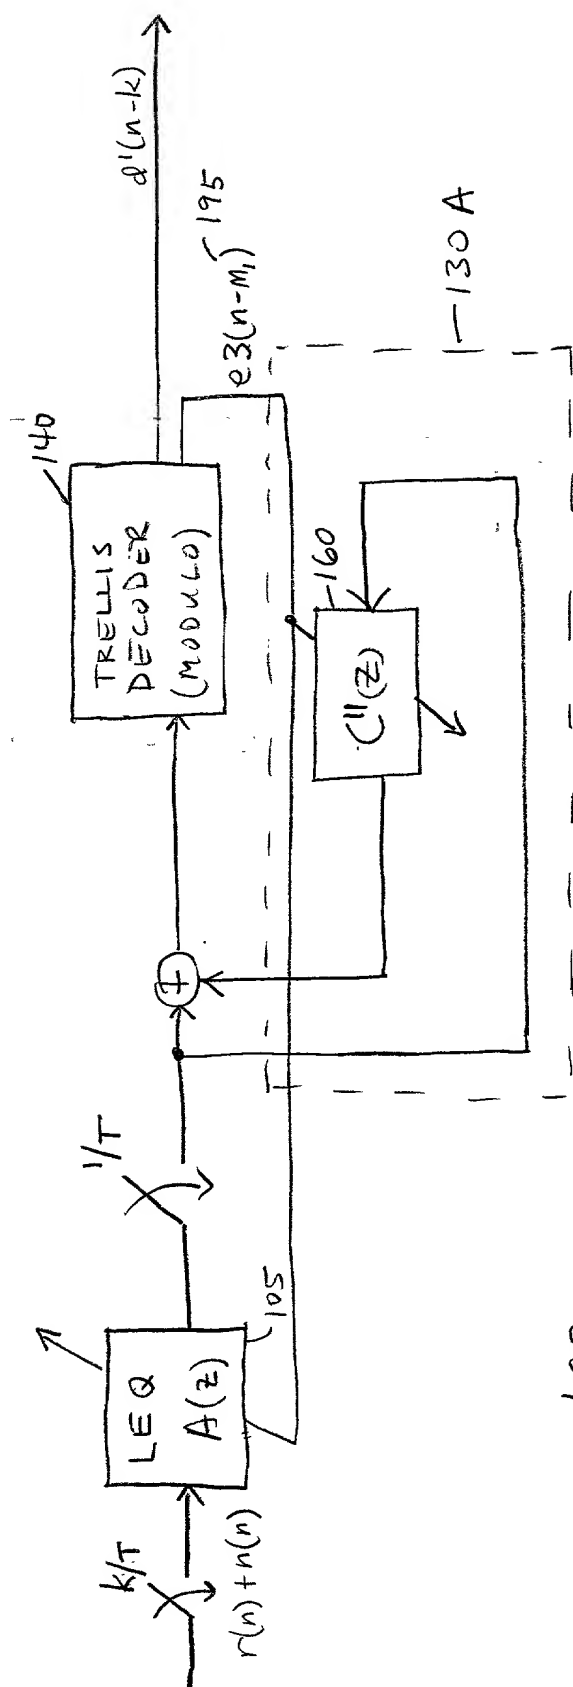 k/T
r(n)+n(n)
LEQ
A(z)
105
1/T
+
TRELLIS
DECODER
(MODULO)
140
d'(n-k)
e3(n-m₁)
195
C"(z)
160
130A